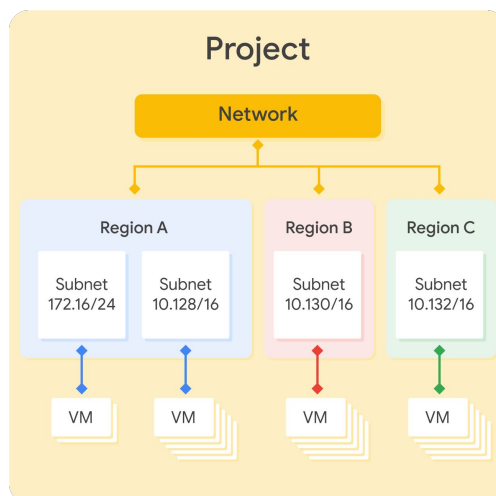 Project
Network
Region A
Subnet
172.16/24
Subnet
10.128/16
Region B
Subnet
10.130/16
Region C
Subnet
10.132/16
VM
VM
VM
VM